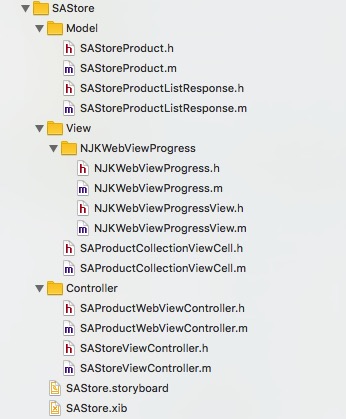 SAStore
Model
h SAStoreProduct.h
m SAStoreProduct.m
h SAStoreProductListResponse.h
m SAStoreProductListResponse.m
View
NJKWebViewProgress
h NJKWebViewProgress.h
m NJKWebViewProgress.m
h NJKWebViewProgressView.h
m NJKWebViewProgressView.m
h SAProductCollectionViewCell.h
m SAProductCollectionViewCell.m
Controller
h SAProductWebViewController.h
m SAProductWebViewController.m
h SAStoreViewController.h
m SAStoreViewController.m
SAStore.storyboard
SAStore.xib